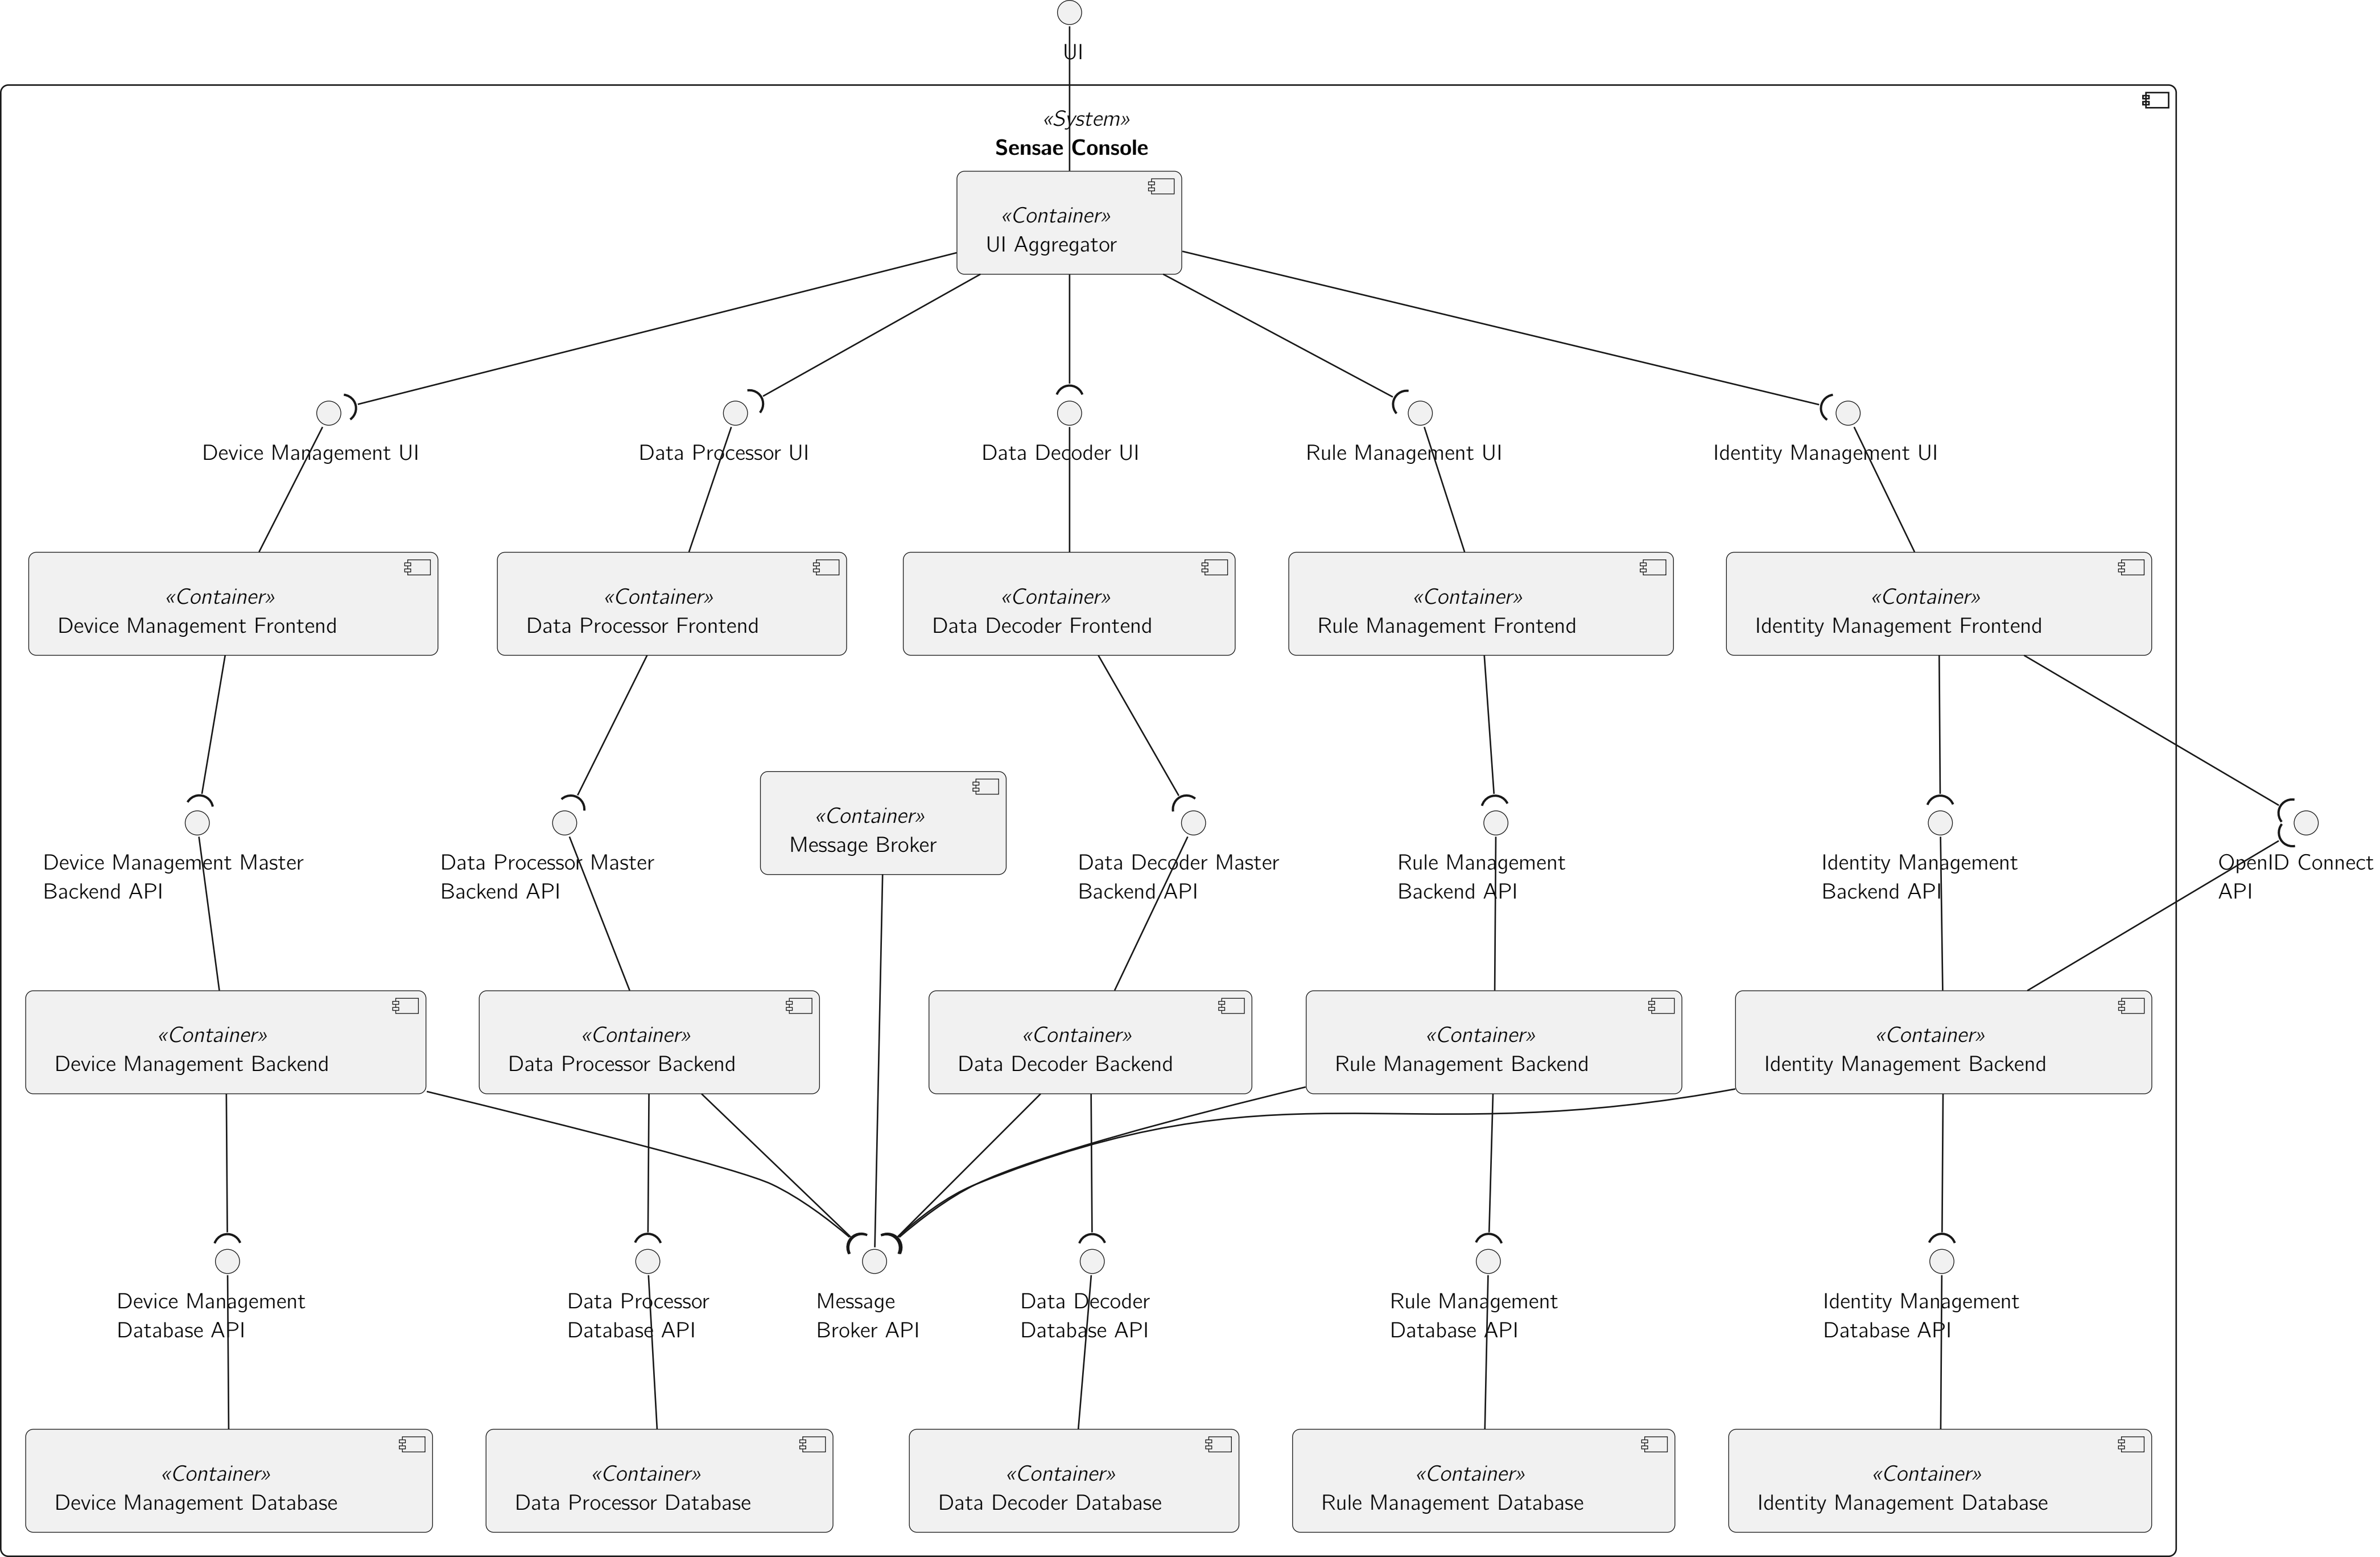 UI
«System»
Sensae Console
«Container»
UI Aggregator
Device Management UI
Data Processor UI
Data Decoder UI
Rule Management UI
Identity Management UI
«Container»
Device Management Frontend
«Container»
Data Processor Frontend
«Container»
Data Decoder Frontend
«Container»
Rule Management Frontend
«Container»
Identity Management Frontend
«Container»
Message Broker
Device Management Master
Backend API
Data Processor Master
Backend API
Data Decoder Master
Backend API
Rule Management
Backend API
Identity Management
Backend API
OpenID Connect
API
«Container»
Device Management Backend
«Container»
Data Processor Backend
«Container»
Data Decoder Backend
«Container»
Rule Management Backend
«Container»
Identity Management Backend
Device Management
Database API
Data Processor
Database API
Message
Broker API
Data Decoder
Database API
Rule Management
Database API
Identity Management
Database API
«Container»
Device Management Database
«Container»
Data Processor Database
«Container»
Data Decoder Database
«Container»
Rule Management Database
«Container»
Identity Management Database